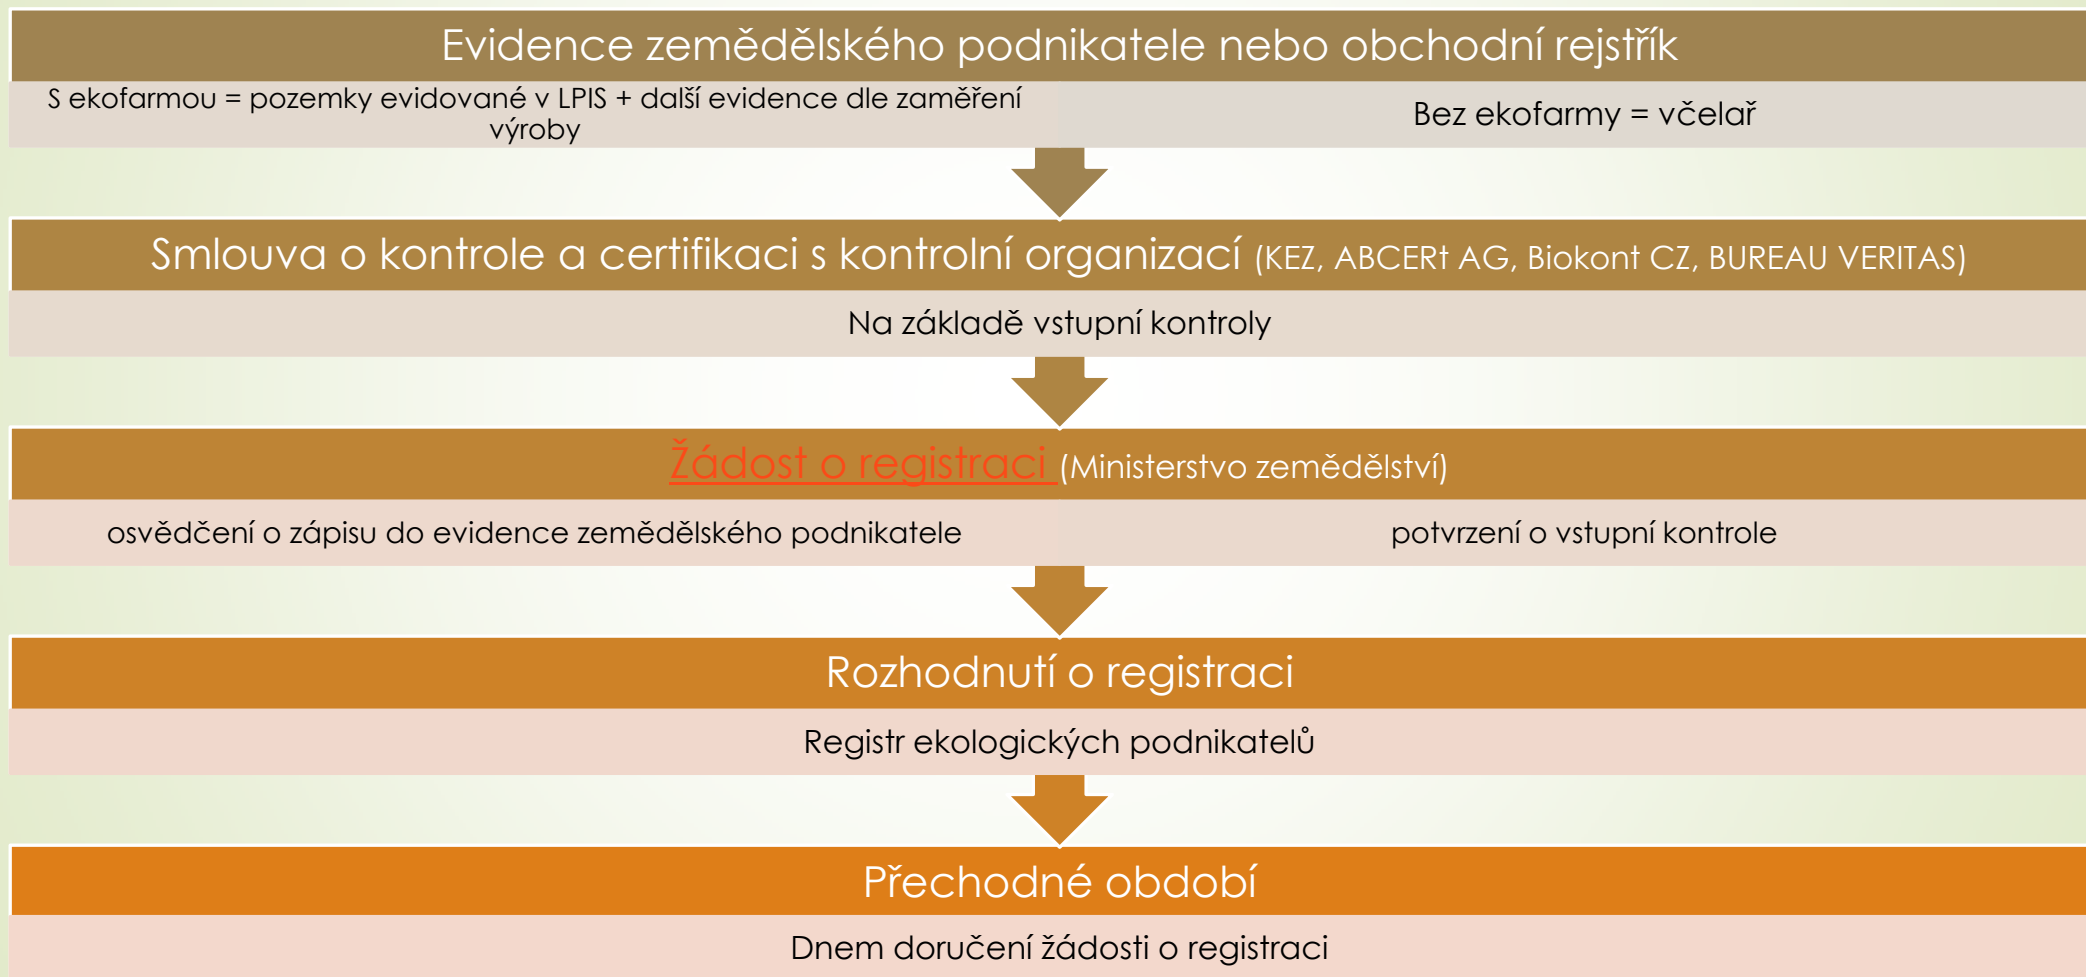 Evidence zemědělského podnikatele nebo obchodní rejstřík
S ekofarmou = pozemky evidované v LPIS + další evidence dle zaměření
výroby
Bez ekofarmy = včelař
Smlouva o kontrole a certifikaci s kontrolní organizací (KEZ, ABCERt AG, Biokont CZ, BUREAU VERITAS)
Na základě vstupní kontroly
Žádost o registraci (Ministerstvo zemědělství)
osvědčení o zápisu do evidence zemědělského podnikatele
potvrzení o vstupní kontrole
Rozhodnutí o registraci
Registr ekologických podnikatelů
Přechodné období
Dnem doručení žádosti o registraci